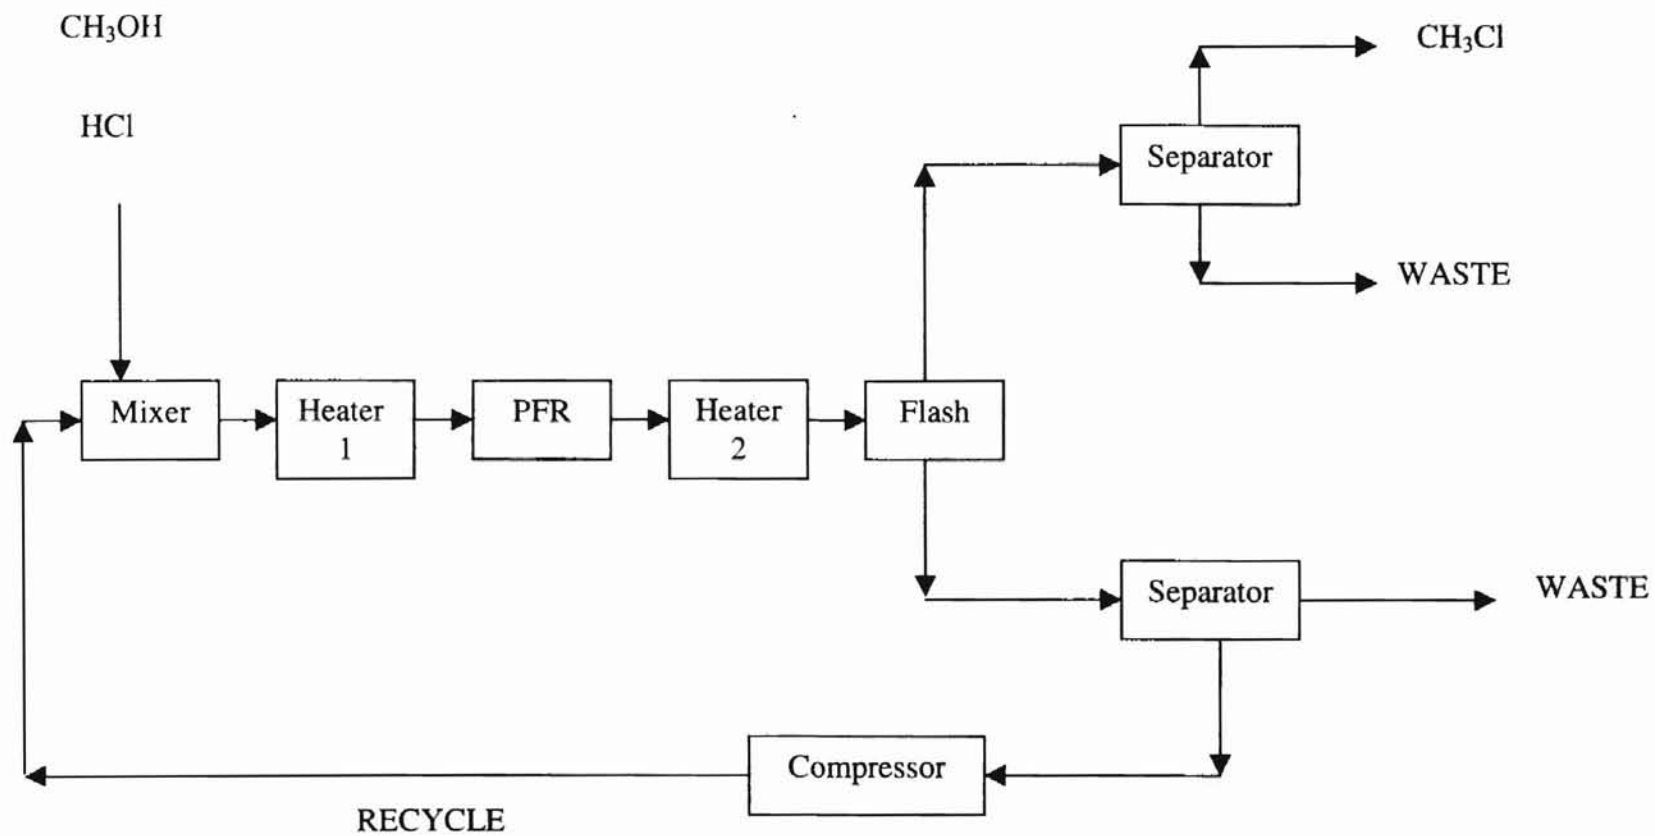 CH₃OH
HCl
CH₃Cl
Separator
WASTE
Mixer
Heater
1
PFR
Heater
2
Flash
Separator
WASTE
Compressor
RECYCLE